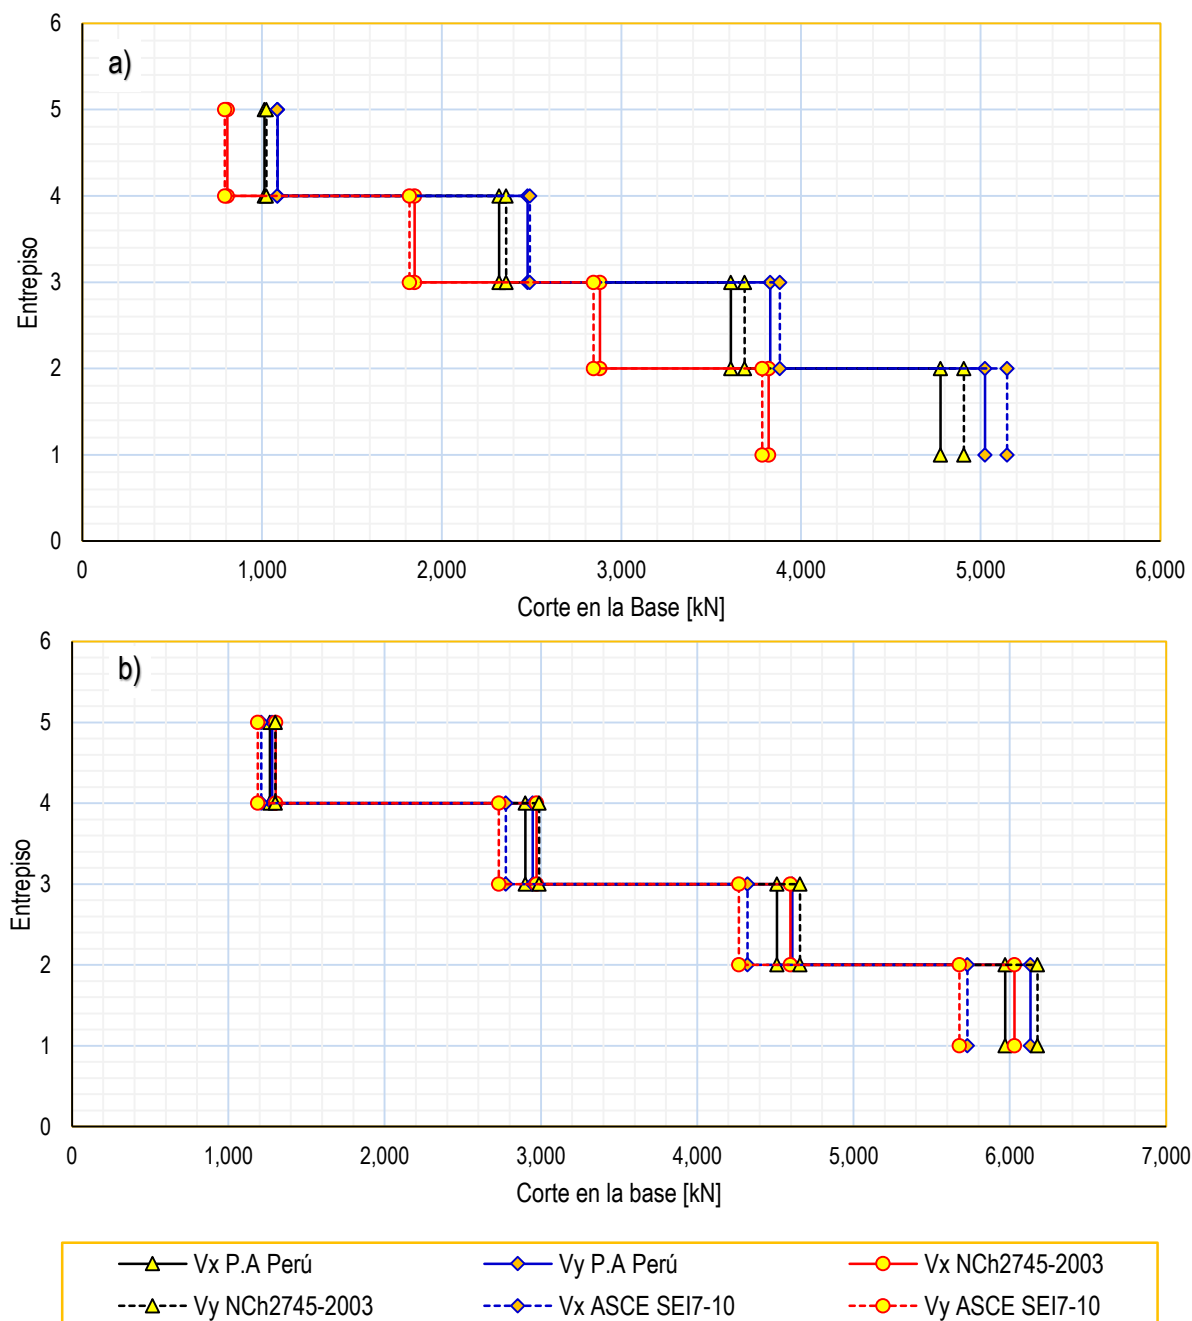 6
a)
5
4
3
2
1
0
Entrepiso
0 1,000 2,000 3,000 4,000 5,000 6,000
Corte en la Base [kN]
6
b)
5
4
3
2
1
0
Entrepiso
0 1,000 2,000 3,000 4,000 5,000 6,000 7,000
Corte en la base [kN]
Vx P.A Perú Vy P.A Perú Vx NCh2745-2003
Vy NCh2745-2003 Vx ASCE SEI7-10 Vy ASCE SEI7-10